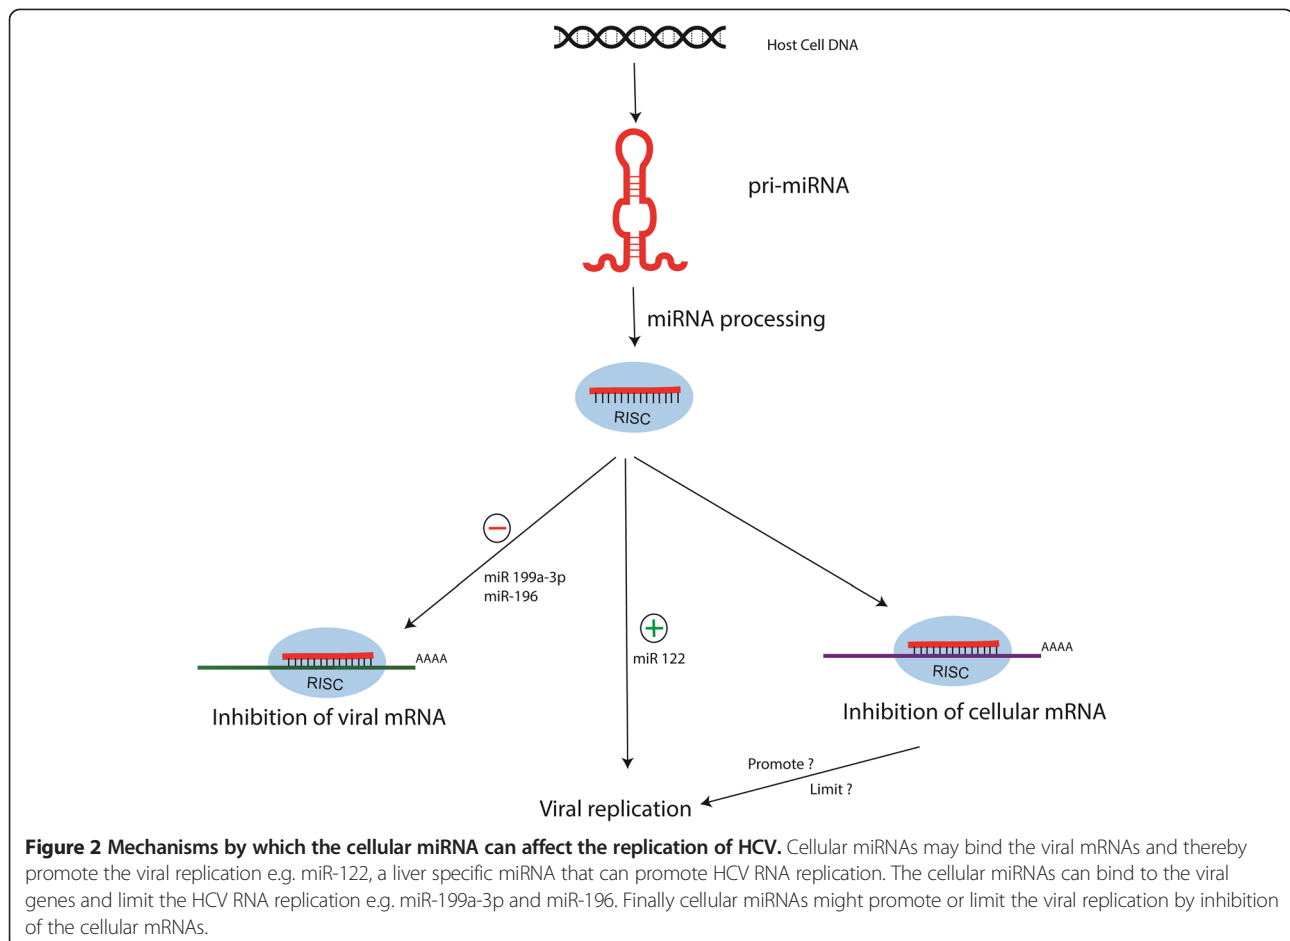 Host Cell DNA
pri-miRNA
miRNA processing
RISC
miR 199a-3p
miR-196
miR 122
AAAA
RISC
Inhibition of viral mRNA
AAAA
RISC
Inhibition of cellular mRNA
Promote ?
Limit ?
Viral replication
Figure 2 Mechanisms by which the cellular miRNA can affect the replication of HCV. Cellular miRNAs may bind the viral mRNAs and thereby
promote the viral replication e.g. miR-122, a liver specific miRNA that can promote HCV RNA replication. The cellular miRNAs can bind to the viral
genes and limit the HCV RNA replication e.g. miR-199a-3p and miR-196. Finally cellular miRNAs might promote or limit the viral replication by inhibition
of the cellular mRNAs.